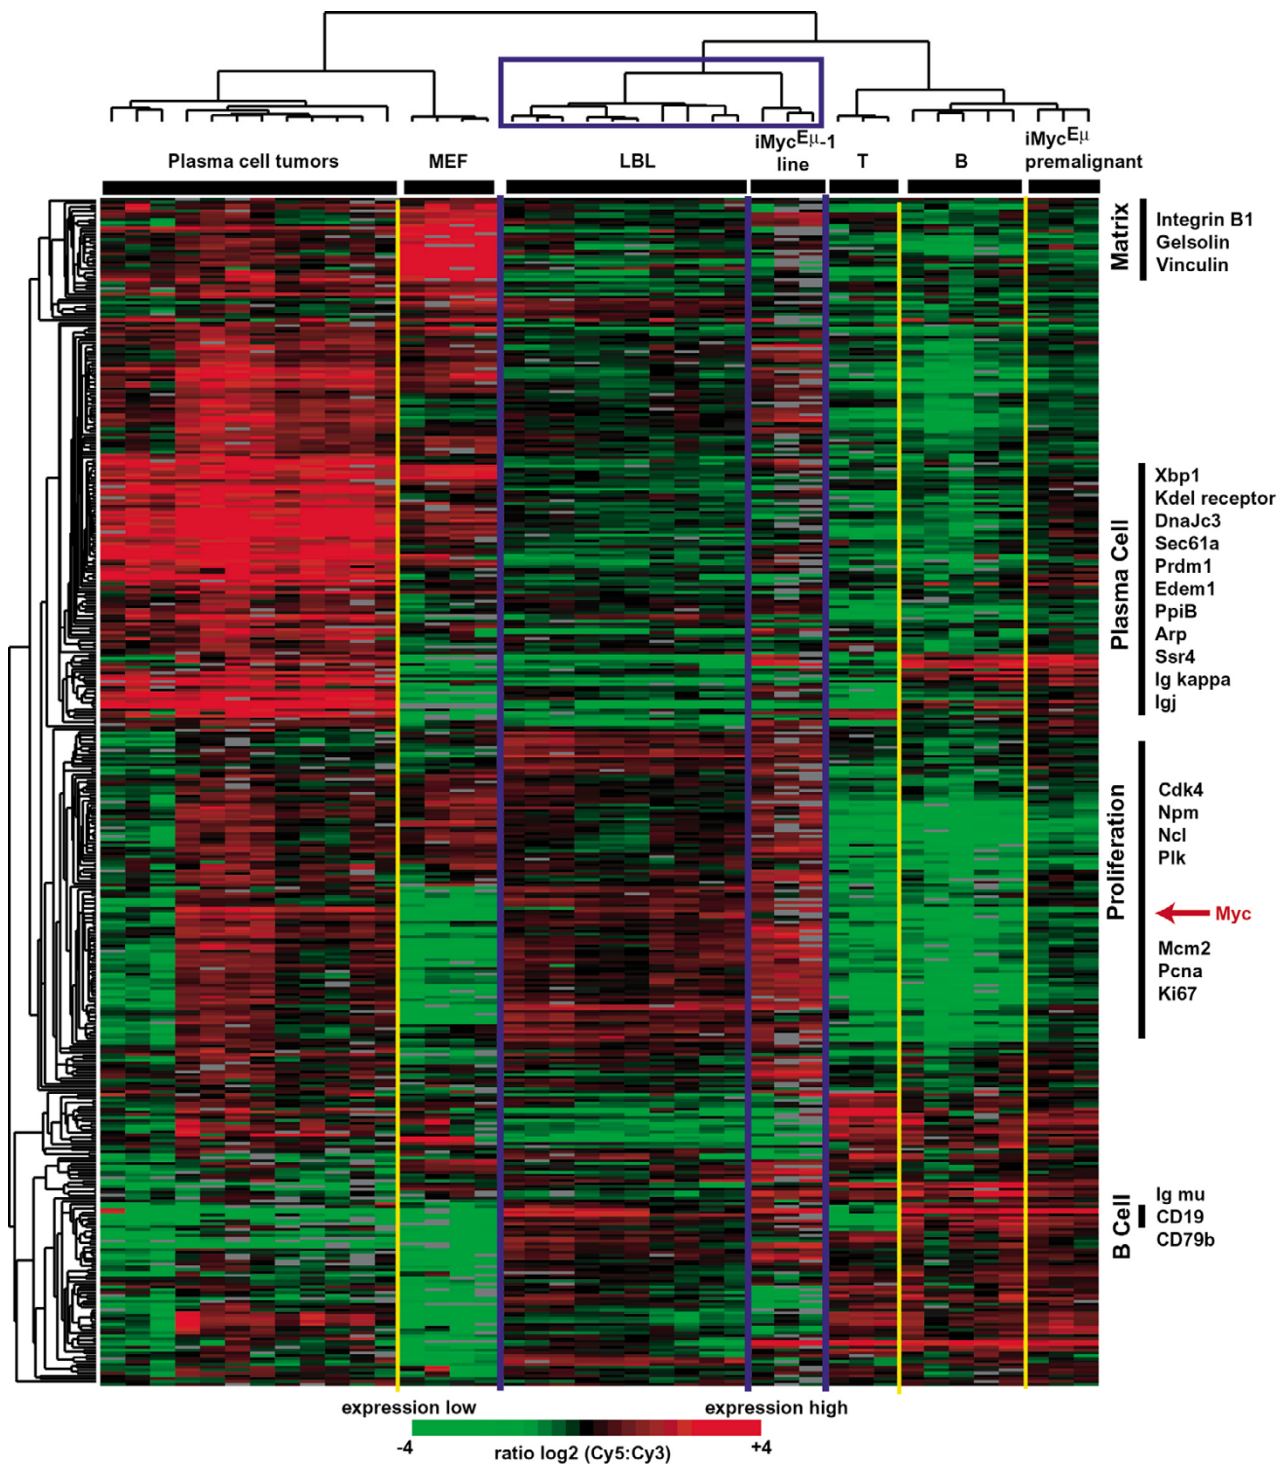 Plasma cell tumors
MEF
LBL
iMycEμ-1
line
T
B
iMycEμ
premalignant
Matrix
Integrin B1
Gelsolin
Vinculin
Plasma Cell
Xbp1
Kdel receptor
DnaJc3
Sec61a
Prdm1
Edem1
PpiB
Arp
Ssr4
Ig kappa
Igj
Proliferation
Cdk4
Npm
Ncl
Plk
Myc
Mcm2
Pcna
Ki67
B Cell
Ig mu
CD19
CD79b
expression low
expression high
-4
ratio log2 (Cy5:Cy3)
+4